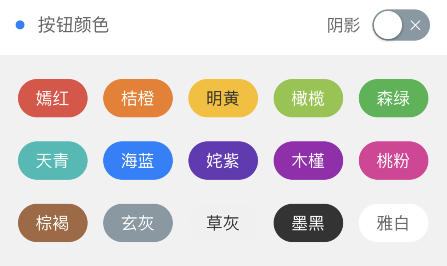 按钮颜色 阴影
嫣红 桔橙 明黄 橄榄 森绿
天青 海蓝 姹紫 木槿 桃粉
棕褐 玄灰 草灰 墨黑 雅白